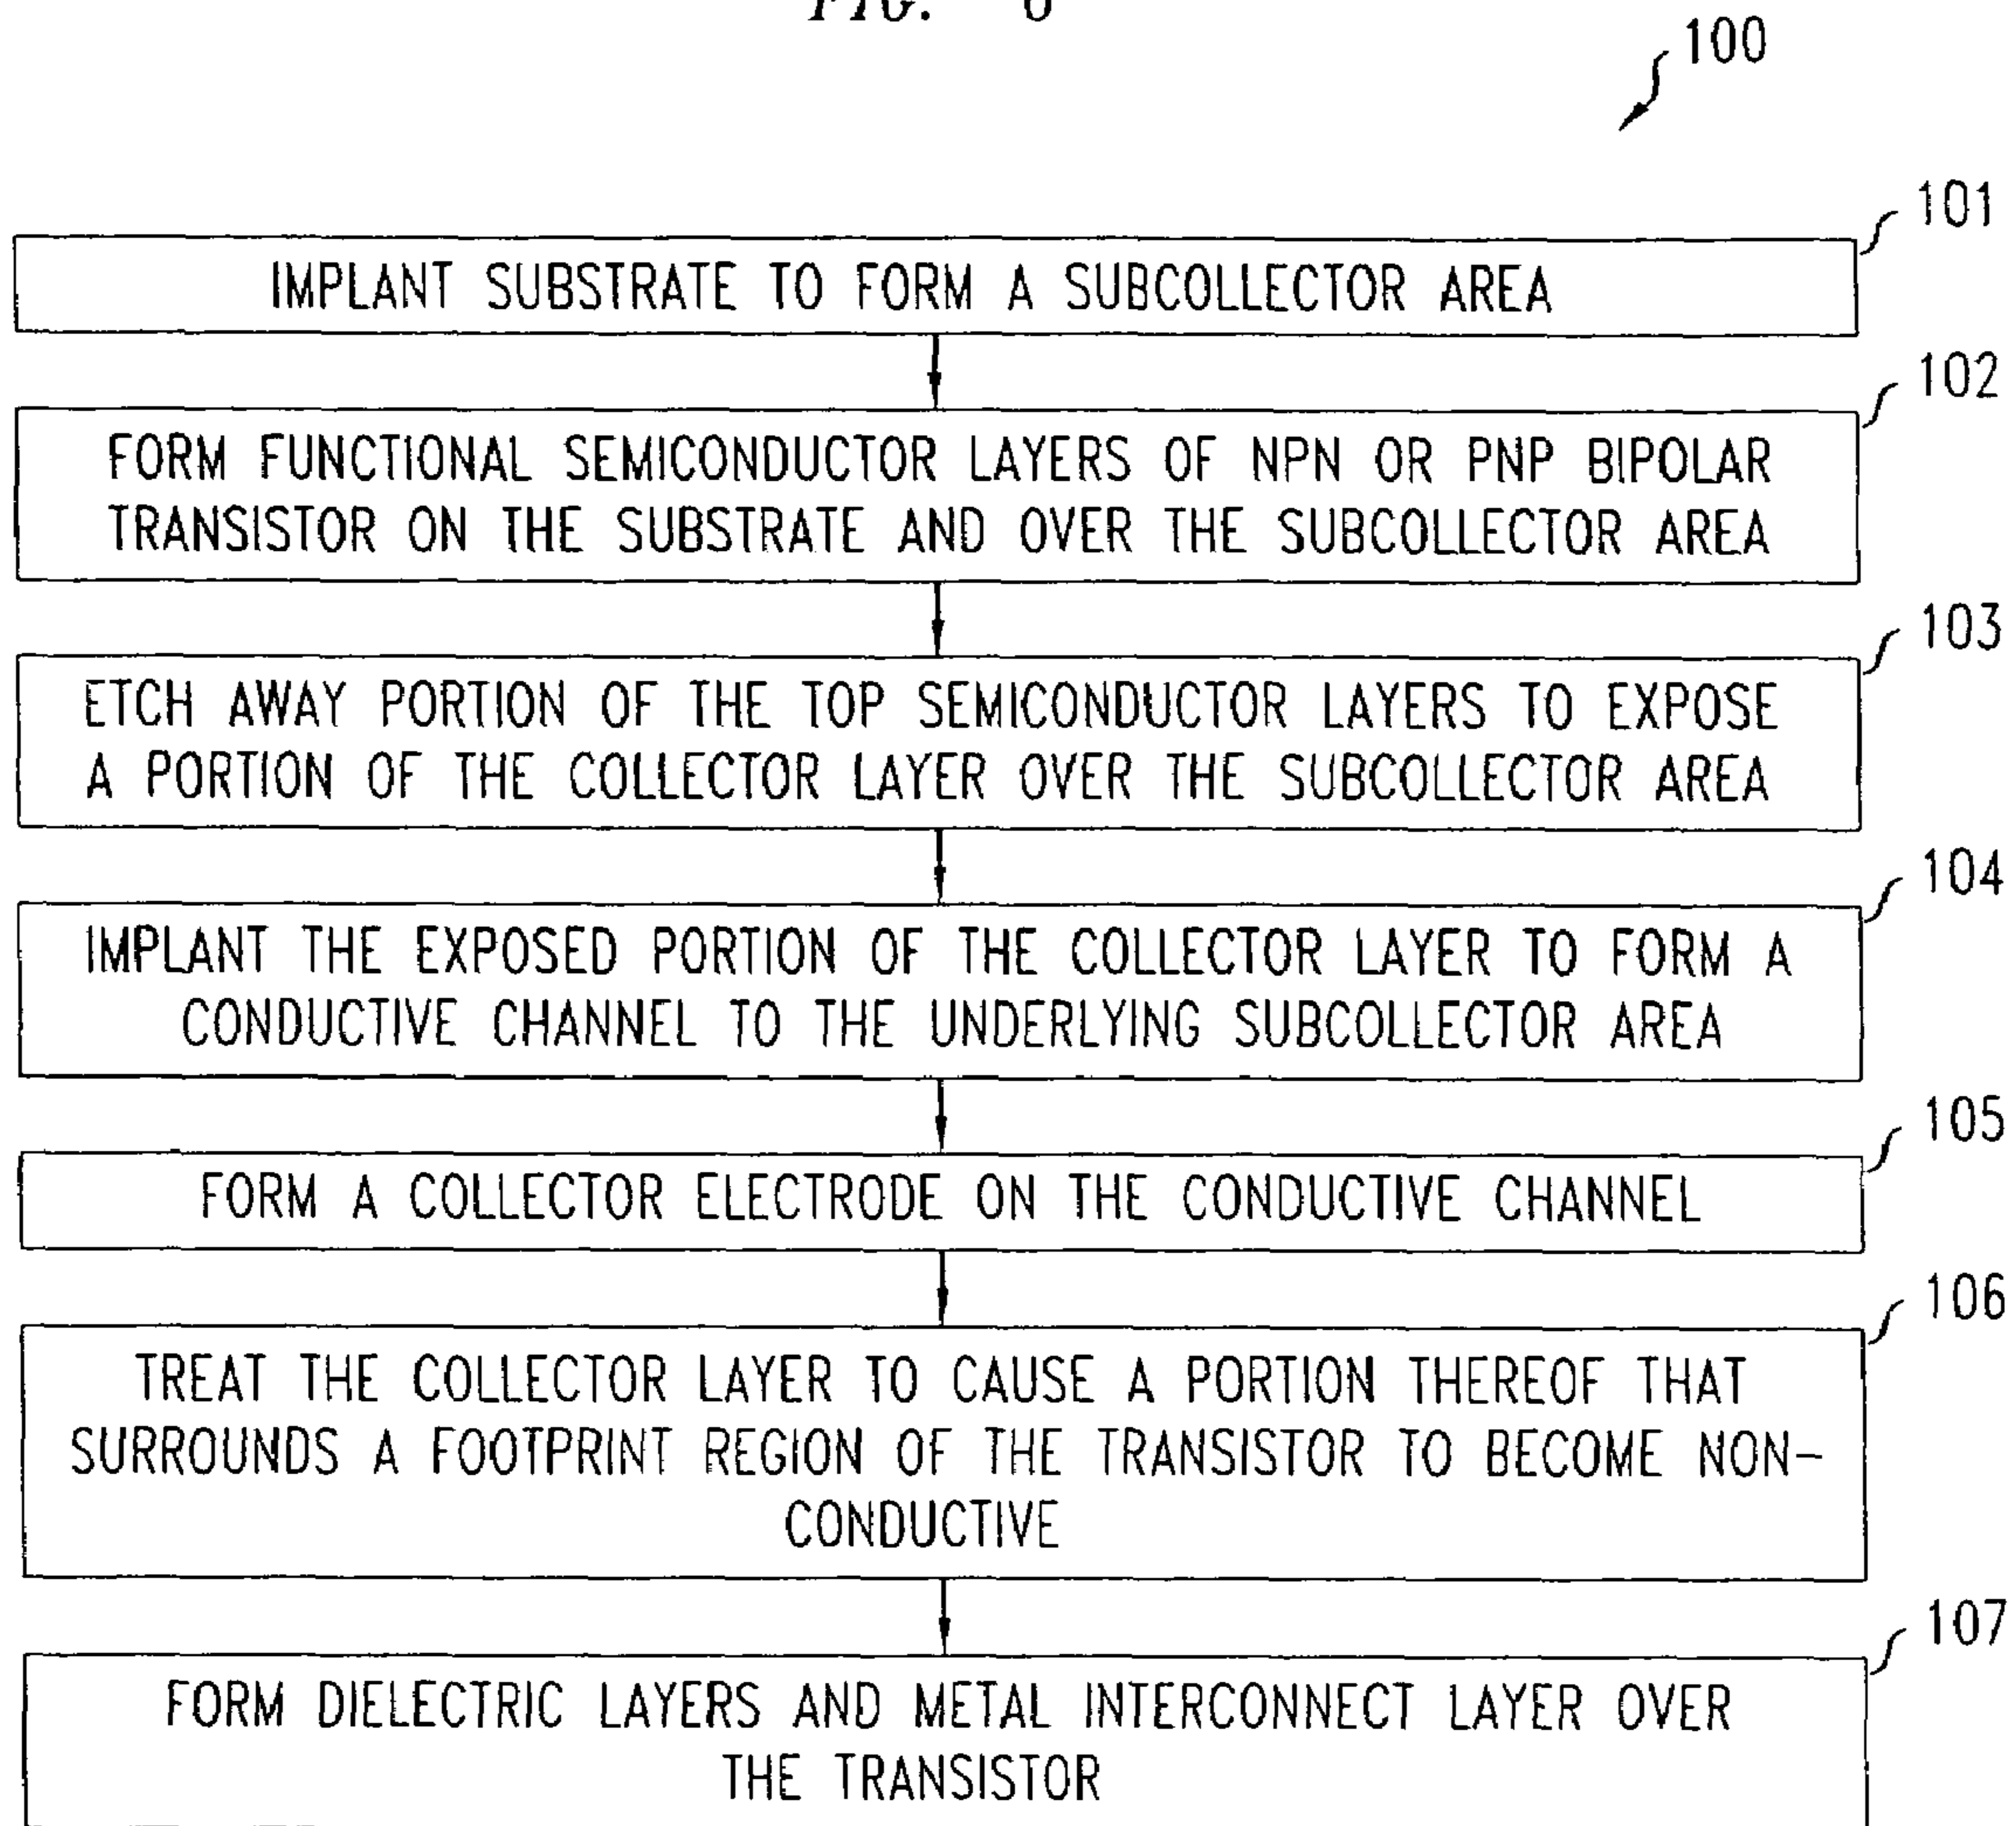 FIG.
100
101
IMPLANT SUBSTRATE TO FORM A SUBCOLLECTOR AREA
102
FORM FUNCTIONAL SEMICONDUCTOR LAYERS OF NPN OR PNP BIPOLAR
TRANSISTOR ON THE SUBSTRATE AND OVER THE SUBCOLLECTOR AREA
103
ETCH AWAY PORTION OF THE TOP SEMICONDUCTOR LAYERS TO EXPOSE
A PORTION OF THE COLLECTOR LAYER OVER THE SUBCOLLECTOR AREA
104
IMPLANT THE EXPOSED PORTION OF THE COLLECTOR LAYER TO FORM A
CONDUCTIVE CHANNEL TO THE UNDERLYING SUBCOLLECTOR AREA
105
FORM A COLLECTOR ELECTRODE ON THE CONDUCTIVE CHANNEL
106
TREAT THE COLLECTOR LAYER TO CAUSE A PORTION THEREOF THAT
SURROUNDS A FOOTPRINT REGION OF THE TRANSISTOR TO BECOME NON-
CONDUCTIVE
107
FORM DIELECTRIC LAYERS AND METAL INTERCONNECT LAYER OVER
THE TRANSISTOR